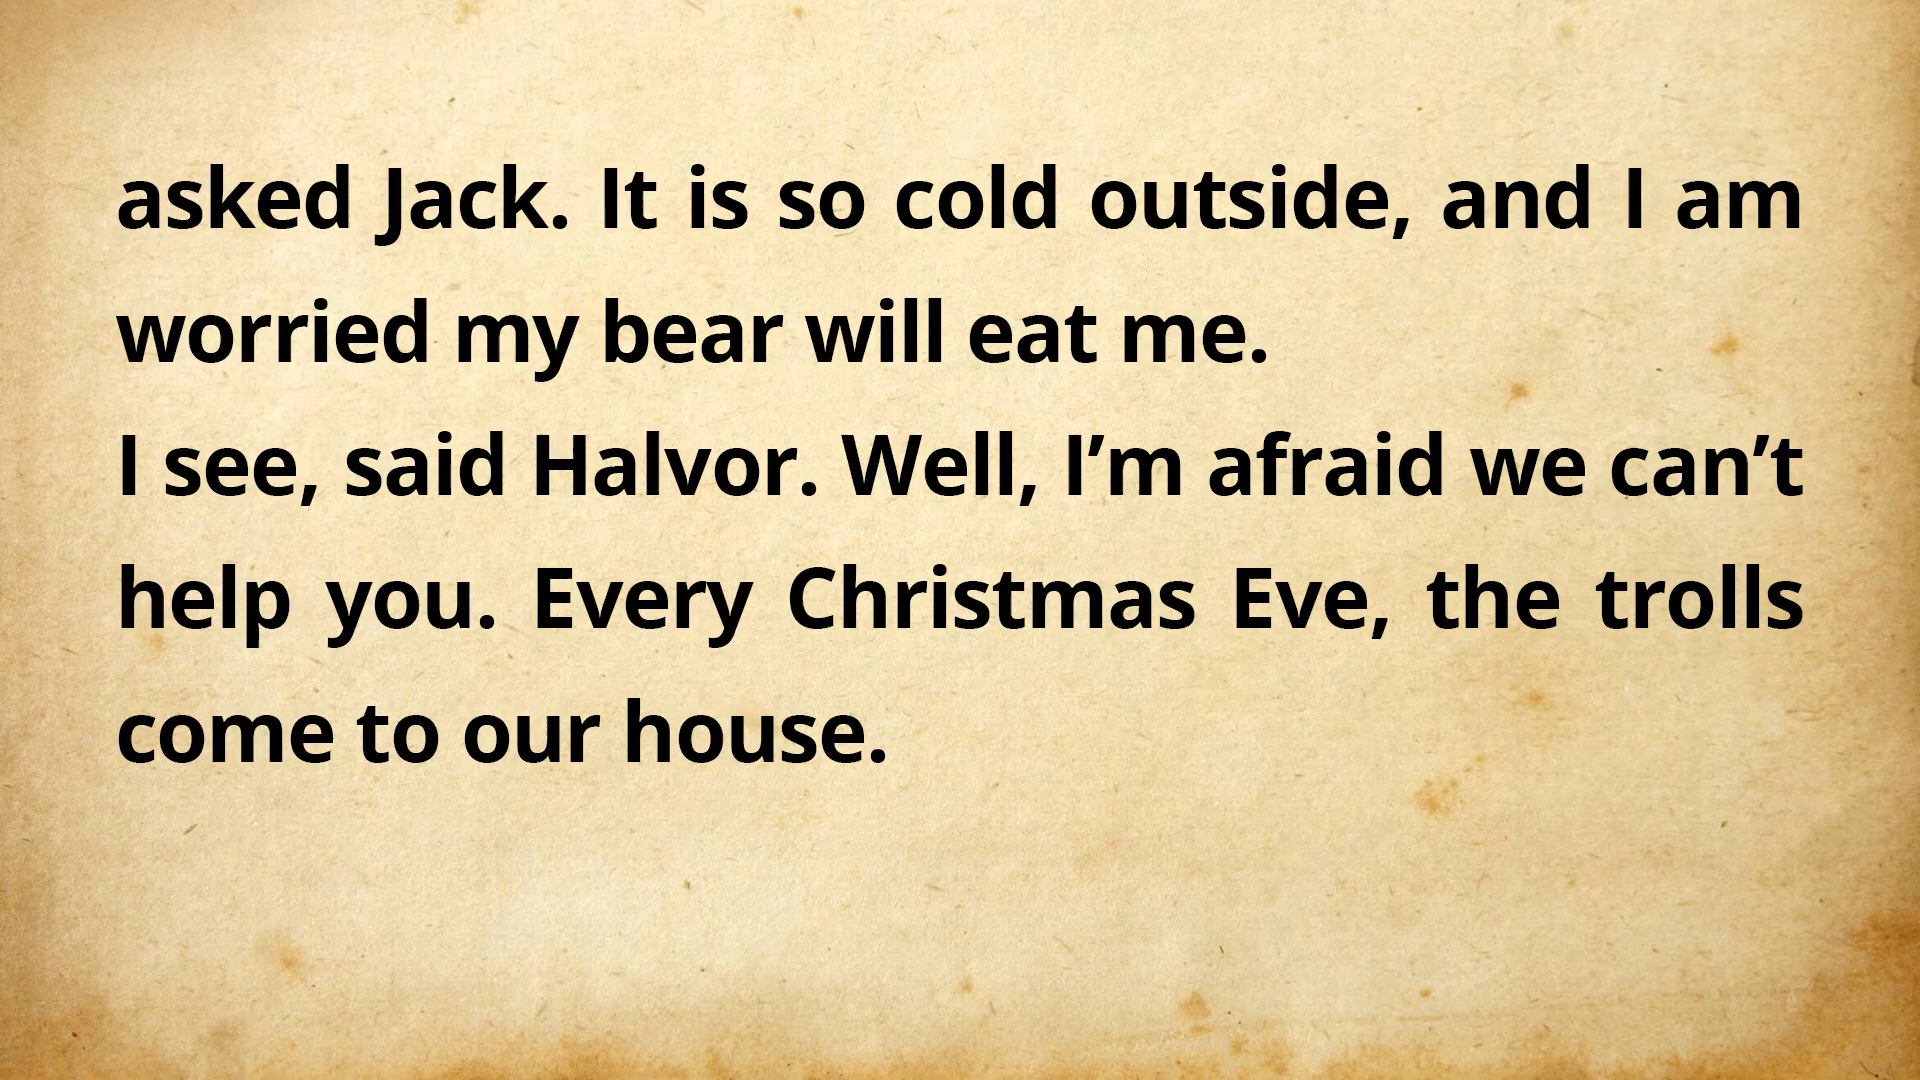 asked Jack. It is so cold outside, and I am
worried my bear will eat me.
I see, said Halvor. Well, I’m afraid we can’t
help you. Every Christmas Eve, the trolls
come to our house.